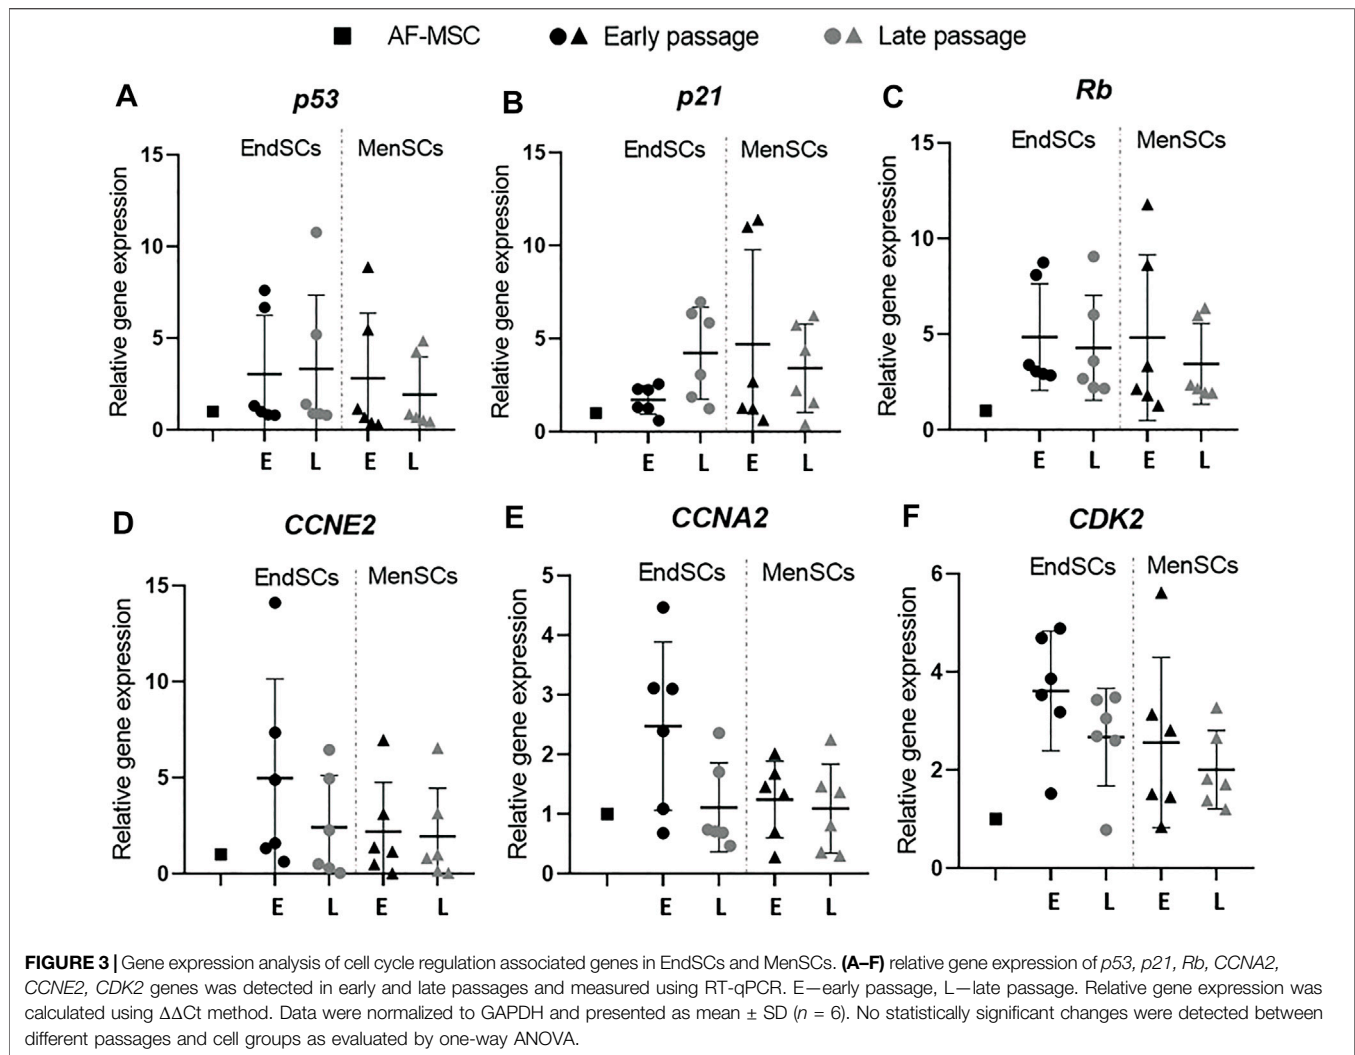 AF-MSC Early passage Late passage
A p53
EndSCs MenSCs
Relative gene expression
15
10
5
0
E L E L
B p21
EndSCs MenSCs
Relative gene expression
15
10
5
0
E L E L
C Rb
EndSCs MenSCs
Relative gene expression
15
10
5
0
E L E L
D CCNE2
EndSCs MenSCs
Relative gene expression
15
10
5
0
E L E L
E CCNA2
EndSCs MenSCs
Relative gene expression
5
4
3
2
1
0
E L E L
F CDK2
EndSCs MenSCs
Relative gene expression
6
4
2
0
E L E L
FIGURE 3 | Gene expression analysis of cell cycle regulation associated genes in EndSCs and MenSCs. (A–F) relative gene expression of p53, p21, Rb, CCNA2,
CCNE2, CDK2 genes was detected in early and late passages and measured using RT-qPCR. E—early passage, L—late passage. Relative gene expression was
calculated using ΔΔCt method. Data were normalized to GAPDH and presented as mean ± SD (n = 6). No statistically significant changes were detected between
different passages and cell groups as evaluated by one-way ANOVA.